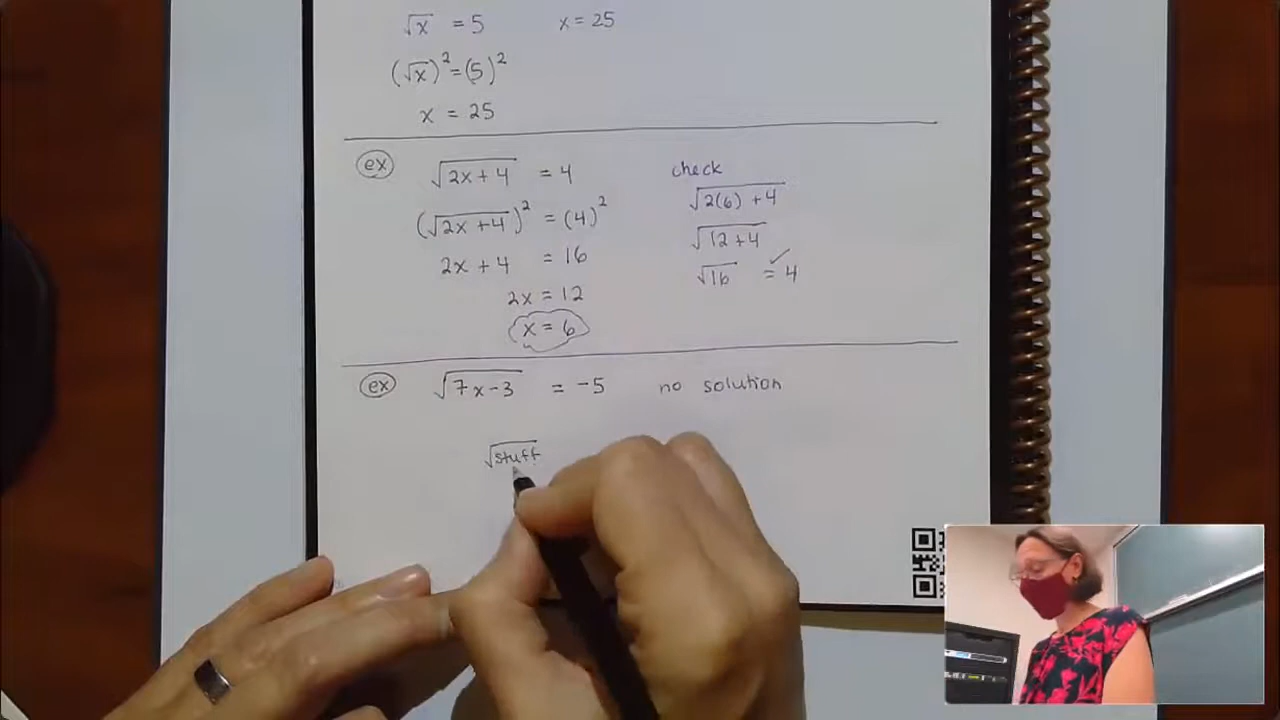 √x = 5 x = 25
(√x)² = (5)²
x = 25
ex √2x + 4 = 4 check
(√2x + 4)² = (4)² √2(6) + 4
2x + 4 = 16 √12 + 4
2x = 12 √16 = 4 ✓
x = 6
ex √7x - 3 = -5 no solution
√stuff